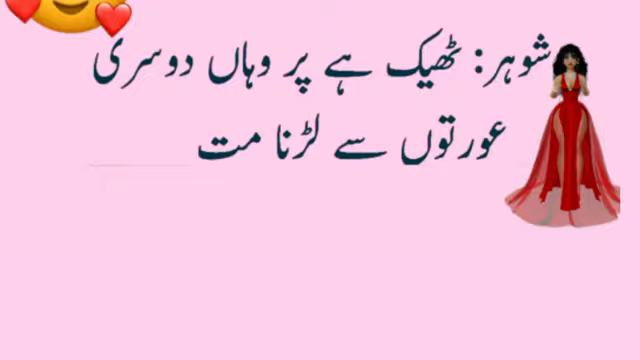 شوہر: ٹھیک ہے پر وہاں دوسری
عورتوں سے لڑنا مت